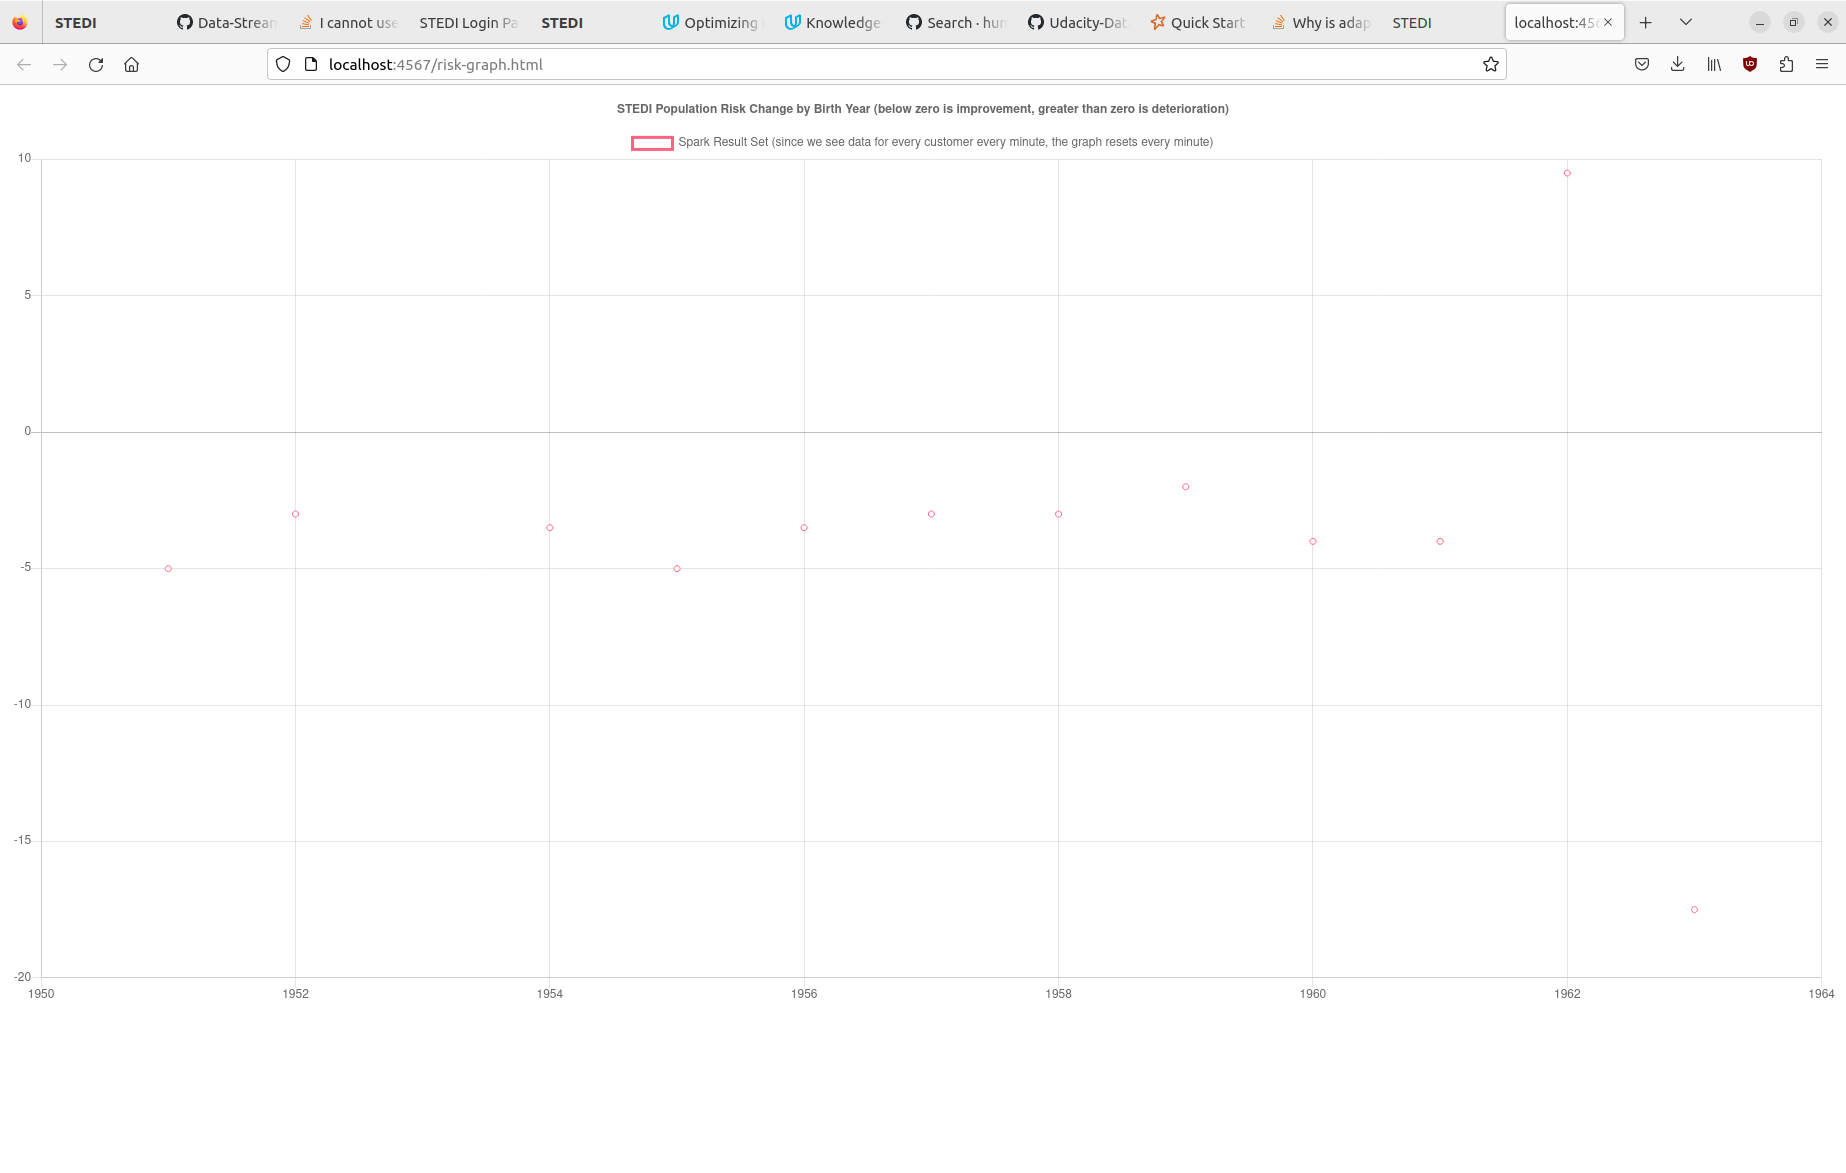 STEDI Data-Stream I cannot use STEDI Login Pa STEDI Optimizing Knowledge Search · hun Udacity-Dat Quick Start Why is adap STEDI localhost:456
localhost:4567/risk-graph.html
STEDI Population Risk Change by Birth Year (below zero is improvement, greater than zero is deterioration)
Spark Result Set (since we see data for every customer every minute, the graph resets every minute)
10
5
0
-5
-10
-15
-20
1950 1952 1954 1956 1958 1960 1962 1964